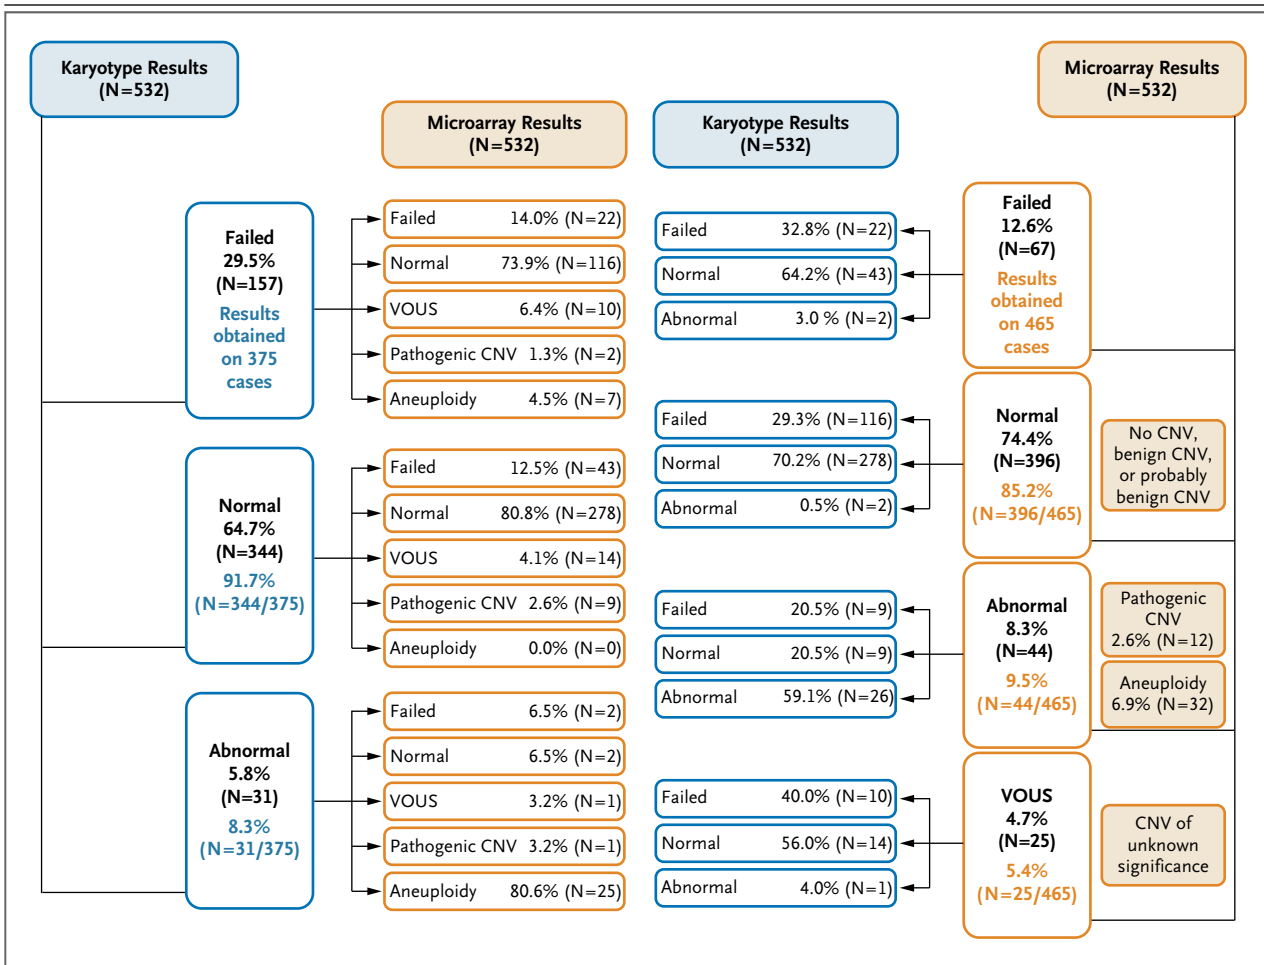 Karyotype Results
(N=532)
Failed
29.5%
(N=157)
Results
obtained
on 375
cases
Normal
64.7%
(N=344)
91.7%
(N=344/375)
Abnormal
5.8%
(N=31)
8.3%
(N=31/375)
Microarray Results
(N=532)
Failed 14.0% (N=22)
Normal 73.9% (N=116)
VOUS 6.4% (N=10)
Pathogenic CNV 1.3% (N=2)
Aneuploidy 4.5% (N=7)
Failed 12.5% (N=43)
Normal 80.8% (N=278)
VOUS 4.1% (N=14)
Pathogenic CNV 2.6% (N=9)
Aneuploidy 0.0% (N=0)
Failed 6.5% (N=2)
Normal 6.5% (N=2)
VOUS 3.2% (N=1)
Pathogenic CNV 3.2% (N=1)
Aneuploidy 80.6% (N=25)
Karyotype Results
(N=532)
Failed 32.8% (N=22)
Normal 64.2% (N=43)
Abnormal 3.0 % (N=2)
Failed 29.3% (N=116)
Normal 70.2% (N=278)
Abnormal 0.5% (N=2)
Failed 20.5% (N=9)
Normal 20.5% (N=9)
Abnormal 59.1% (N=26)
Failed 40.0% (N=10)
Normal 56.0% (N=14)
Abnormal 4.0% (N=1)
Microarray Results
(N=532)
Failed
12.6%
(N=67)
Results
obtained
on 465
cases
Normal
74.4%
(N=396)
85.2%
(N=396/465)
No CNV,
benign CNV,
or probably
benign CNV
Abnormal
8.3%
(N=44)
9.5%
(N=44/465)
Pathogenic
CNV
2.6% (N=12)
Aneuploidy
6.9% (N=32)
VOUS
4.7%
(N=25)
5.4%
(N=25/465)
CNV of
unknown
significance